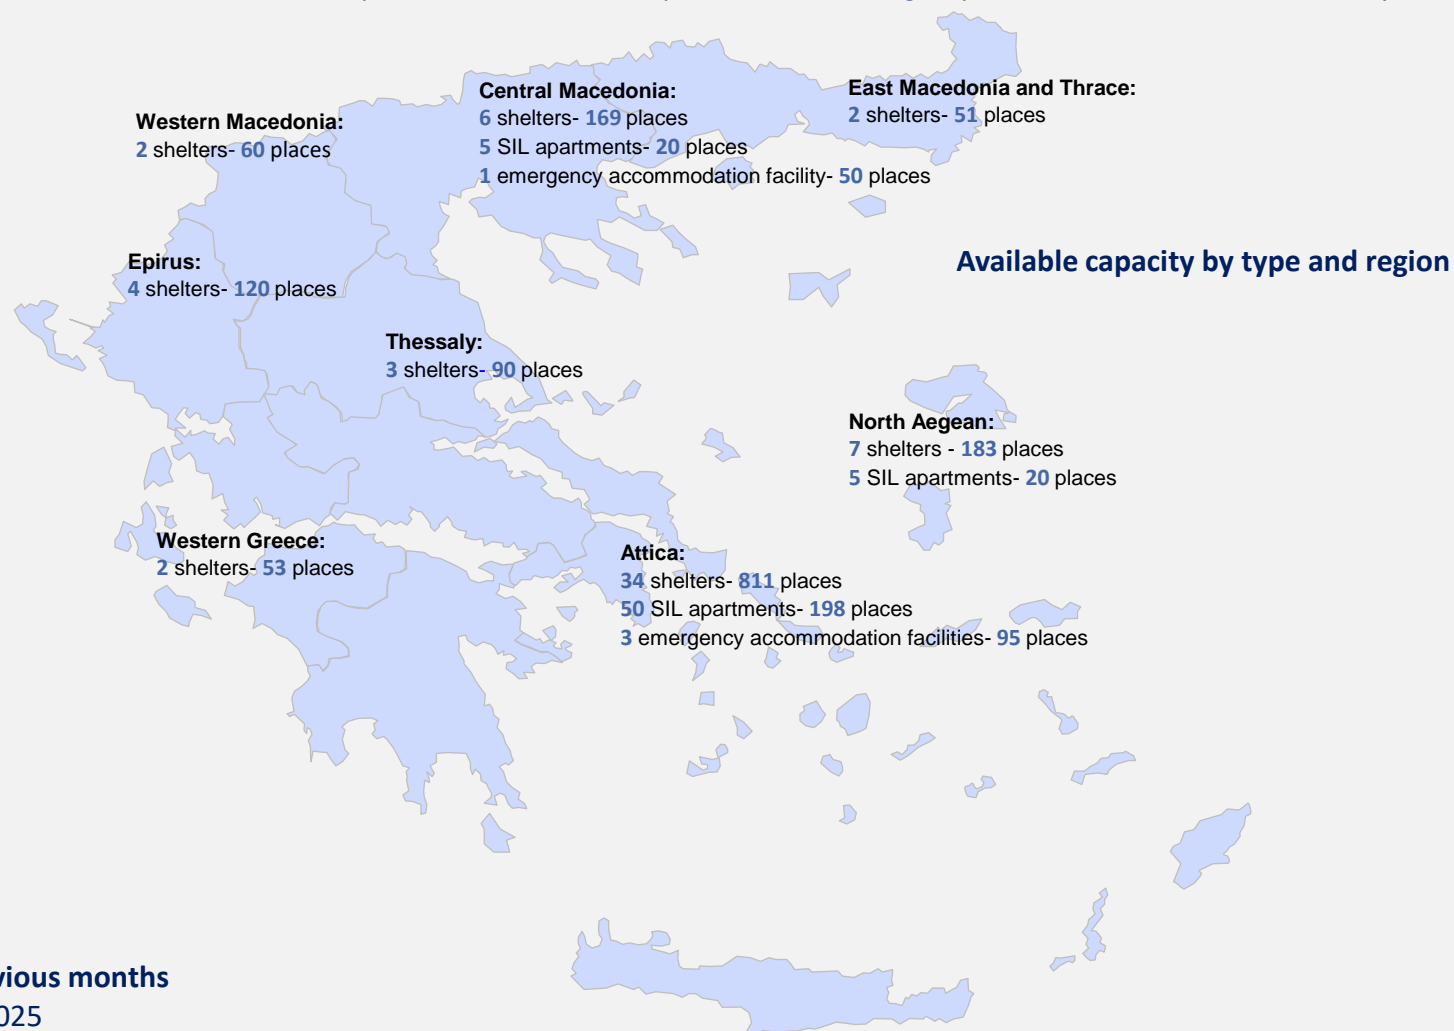 Central Macedonia:
6 shelters- 169 places
5 SIL apartments- 20 places
1 emergency accommodation facility- 50 places
East Macedonia and Thrace:
2 shelters- 51 places
Western Macedonia:
2 shelters- 60 places
Epirus:
4 shelters- 120 places
Available capacity by type and region
Thessaly:
3 shelters- 90 places
North Aegean:
7 shelters - 183 places
5 SIL apartments- 20 places
Western Greece:
2 shelters- 53 places
Attica:
34 shelters- 811 places
50 SIL apartments- 198 places
3 emergency accommodation facilities- 95 places
vious months
025